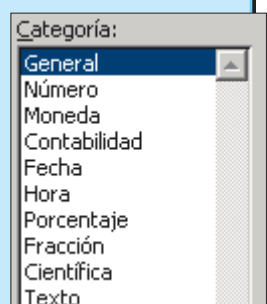 Categoría:
General
Número
Moneda
Contabilidad
Fecha
Hora
Porcentaje
Fracción
Científica
Texto